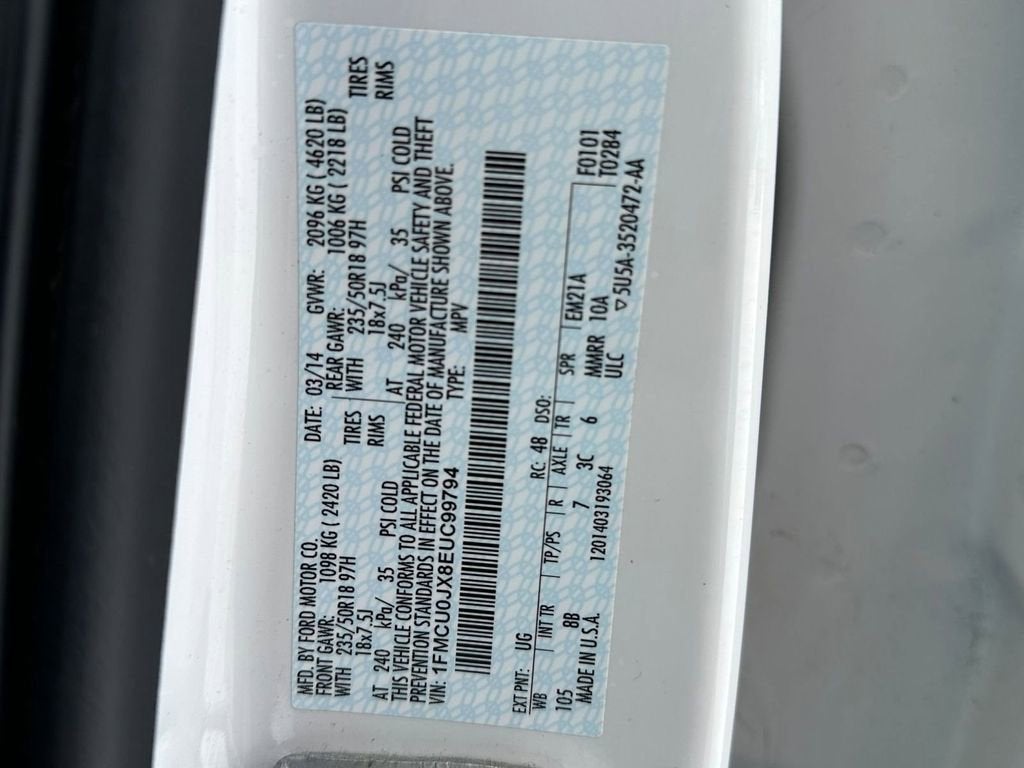 MFD. BY FORD MOTOR CO. DATE: 03/14 GVWR: 2096 KG ( 4620 LB)
FRONT GAWR: 1098 KG ( 2420 LB) REAR GAWR: 1006 KG ( 2218 LB)
WITH 235/50R18 97H TIRES WITH 235/50R18 97H TIRES
18x7.5J RIMS 18x7.5J RIMS
AT 240 kPa/ 35 PSI COLD AT 240 kPa/ 35 PSI COLD
THIS VEHICLE CONFORMS TO ALL APPLICABLE FEDERAL MOTOR VEHICLE SAFETY AND THEFT
PREVENTION STANDARDS IN EFFECT ON THE DATE OF MANUFACTURE SHOWN ABOVE.
VIN: 1FMCU0JX8EUC99794 TYPE: MPV
EXT PNT: UG RC: 48 DSO:
WB INT TR TP/PS R AXLE TR SPR EM21A F0101
105 8B 7 3C 6 MMRR 10A T0284
MADE IN U.S.A. 1201403193064 ULC ▽5U5A-3520472-AA